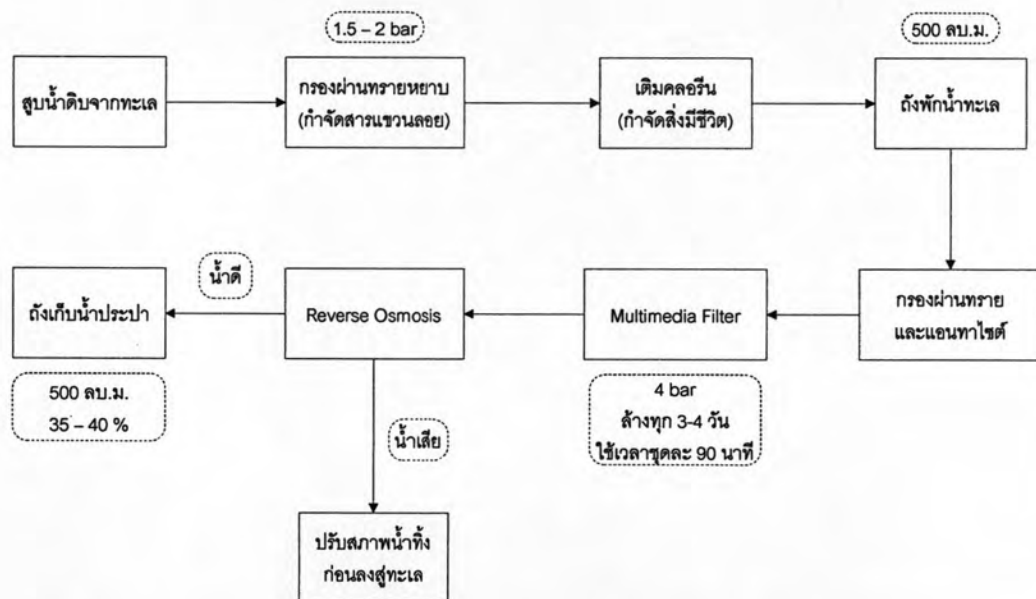 1.5 – 2 bar
500 ลบ.ม.
สูบน้ำดิบจากทะเล
กรองผ่านทรายหยาบ
(กำจัดสารแขวนลอย)
เติมคลอรีน
(กำจัดสิ่งมีชีวิต)
ถังพักน้ำทะเล
กรองผ่านทราย
และแอนทาไซต์
Multimedia Filter
4 bar
ล้างทุก 3-4 วัน
ใช้เวลาชุดละ 90 นาที
Reverse Osmosis
น้ำดี
ถังเก็บน้ำประปา
500 ลบ.ม.
35 – 40 %
น้ำเสีย
ปรับสภาพน้ำทิ้ง
ก่อนลงสู่ทะเล